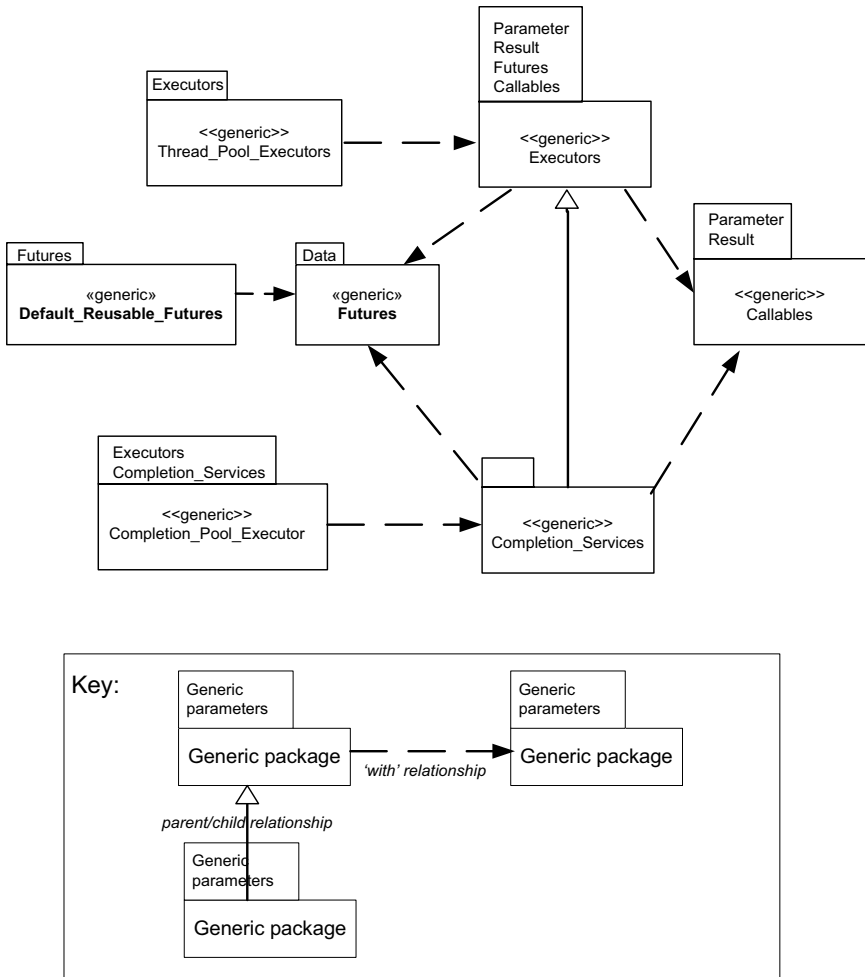 Parameter
Result
Futures
Callables
Executors
<<generic>>
Thread_Pool_Executors
<<generic>>
Executors
Parameter
Result
Futures
«generic»
Default_Reusable_Futures
Data
«generic»
Futures
<<generic>>
Callables
Executors
Completion_Services
<<generic>>
Completion_Pool_Executor
<<generic>>
Completion_Services
Key:
Generic
parameters
Generic package
Generic
parameters
Generic package
‘with’ relationship
parent/child relationship
Generic
parameters
Generic package